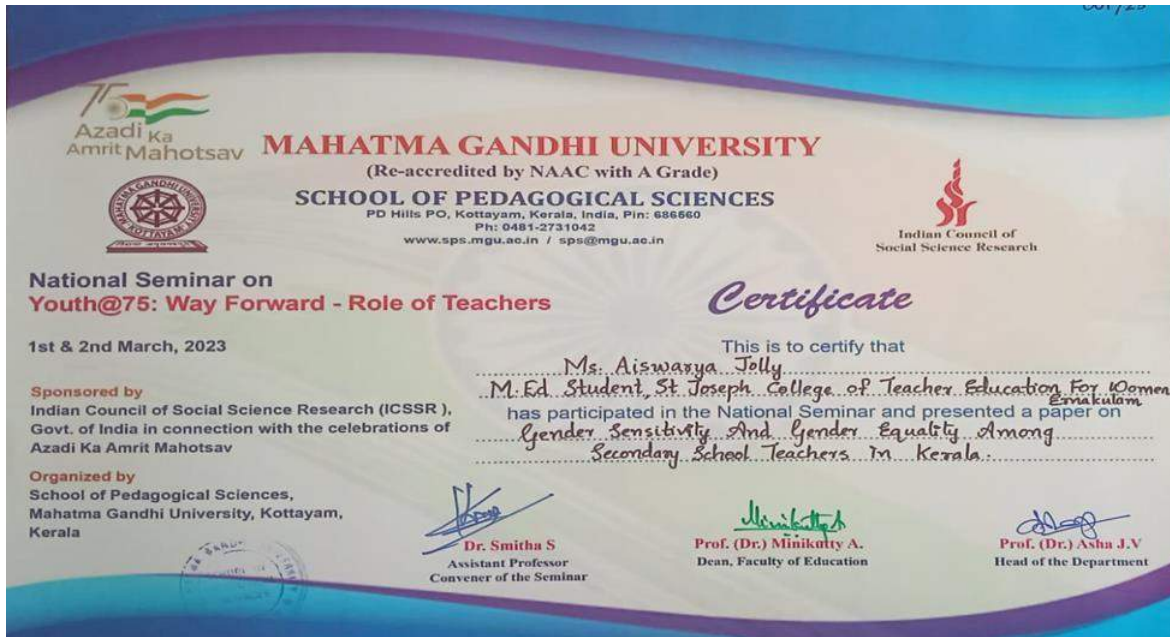 Azadi Ka
Amrit Mahotsav
MAHATMA GANDHI UNIVERSITY
(Re-accredited by NAAC with A Grade)
SCHOOL OF PEDAGOGICAL SCIENCES
PD Hills PO, Kottayam, Kerala, India, Pin: 686560
Ph: 0481-2731042
www.sps.mgu.ac.in / sps@mgu.ac.in
MAHATMA GANDHI UNIVERSITY
KOTTAYAM
Indian Council of
Social Science Research
National Seminar on
Youth@75: Way Forward - Role of Teachers
1st & 2nd March, 2023
Sponsored by
Indian Council of Social Science Research (ICSSR ),
Govt. of India in connection with the celebrations of
Azadi Ka Amrit Mahotsav
Organized by
School of Pedagogical Sciences,
Mahatma Gandhi University, Kottayam,
Kerala
Certificate
This is to certify that
Ms. Aiswarya Jolly
M.Ed Student, St Joseph College of Teacher Education For Women
Ernakulam
has participated in the National Seminar and presented a paper on
Gender Sensitivity And Gender Equality Among
Secondary School Teachers In Kerala.
Dr. Smitha S
Assistant Professor
Convener of the Seminar
Minikutty A
Prof. (Dr.) Minikutty A.
Dean, Faculty of Education
Prof. (Dr.) Asha J.V
Head of the Department